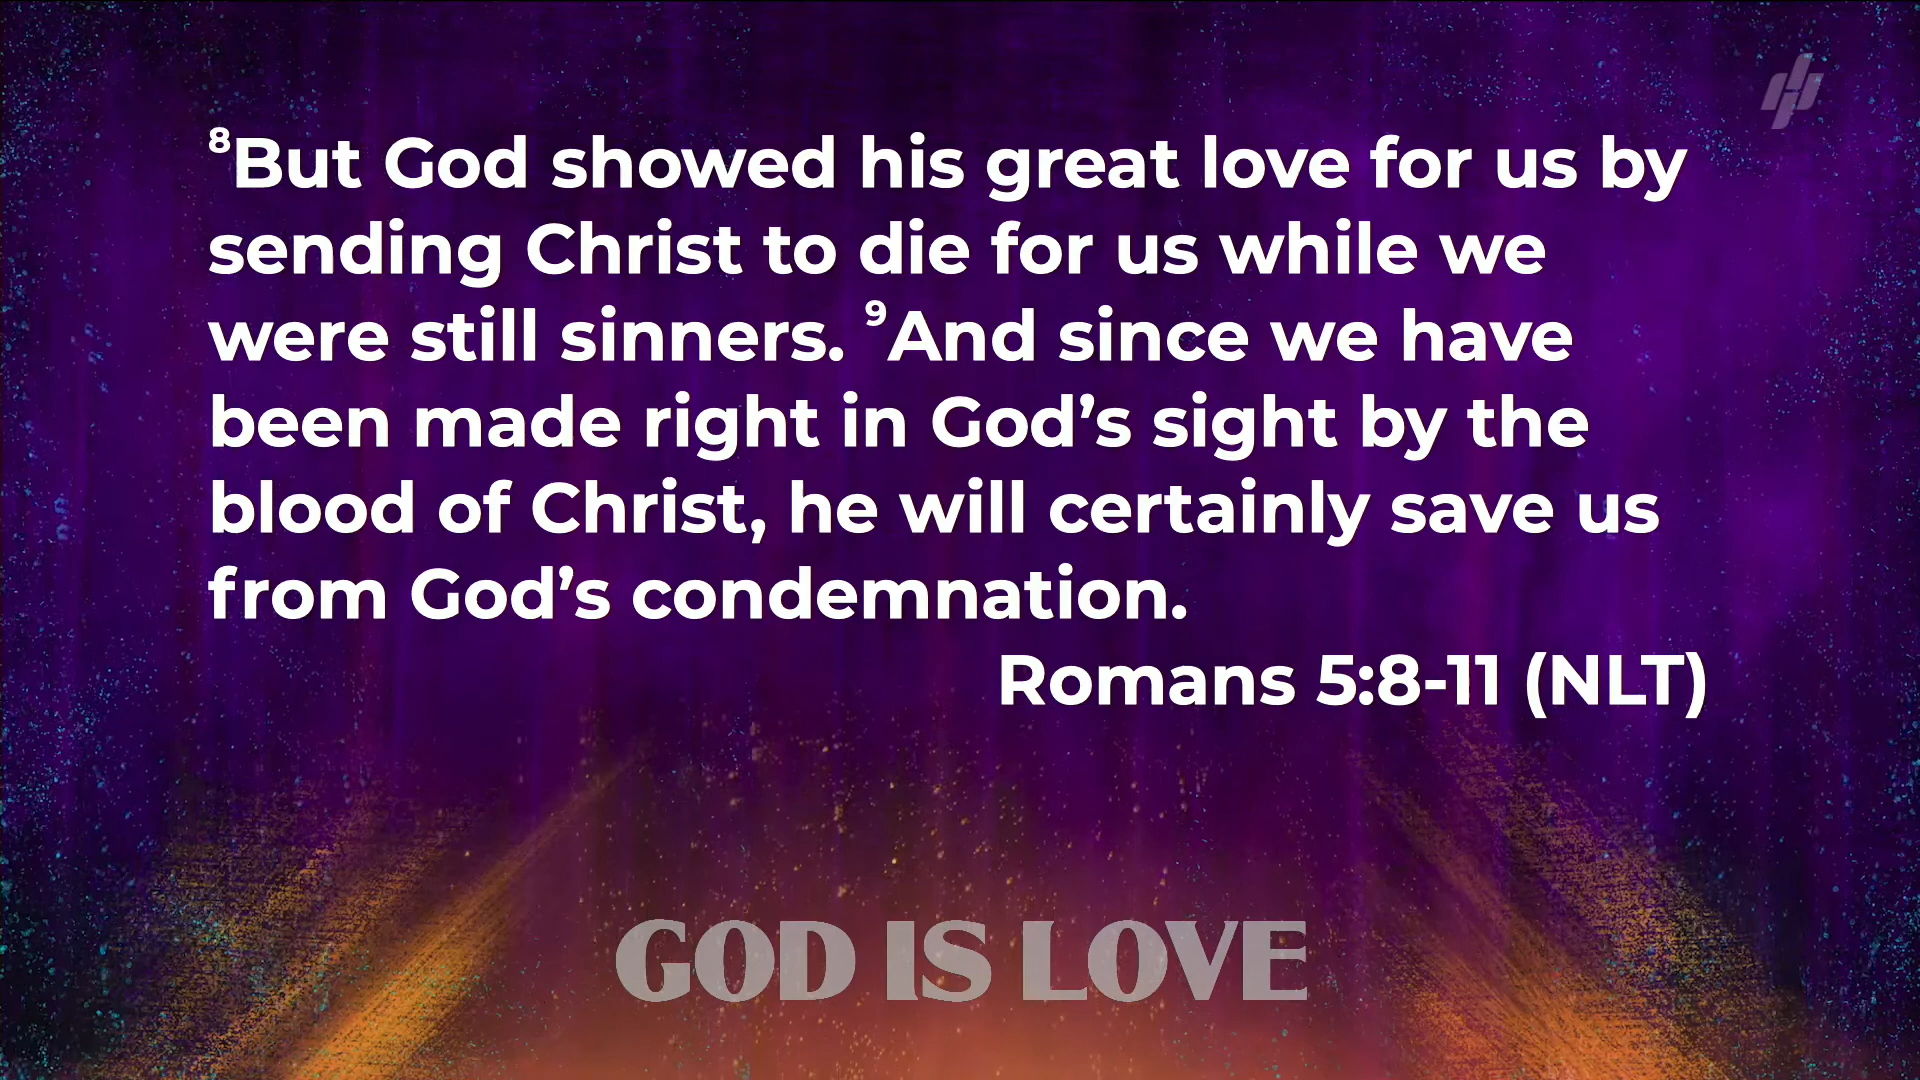 ⁸But God showed his great love for us by
sending Christ to die for us while we
were still sinners. ⁹And since we have
been made right in God’s sight by the
blood of Christ, he will certainly save us
from God’s condemnation.
Romans 5:8-11 (NLT)
GOD IS LOVE